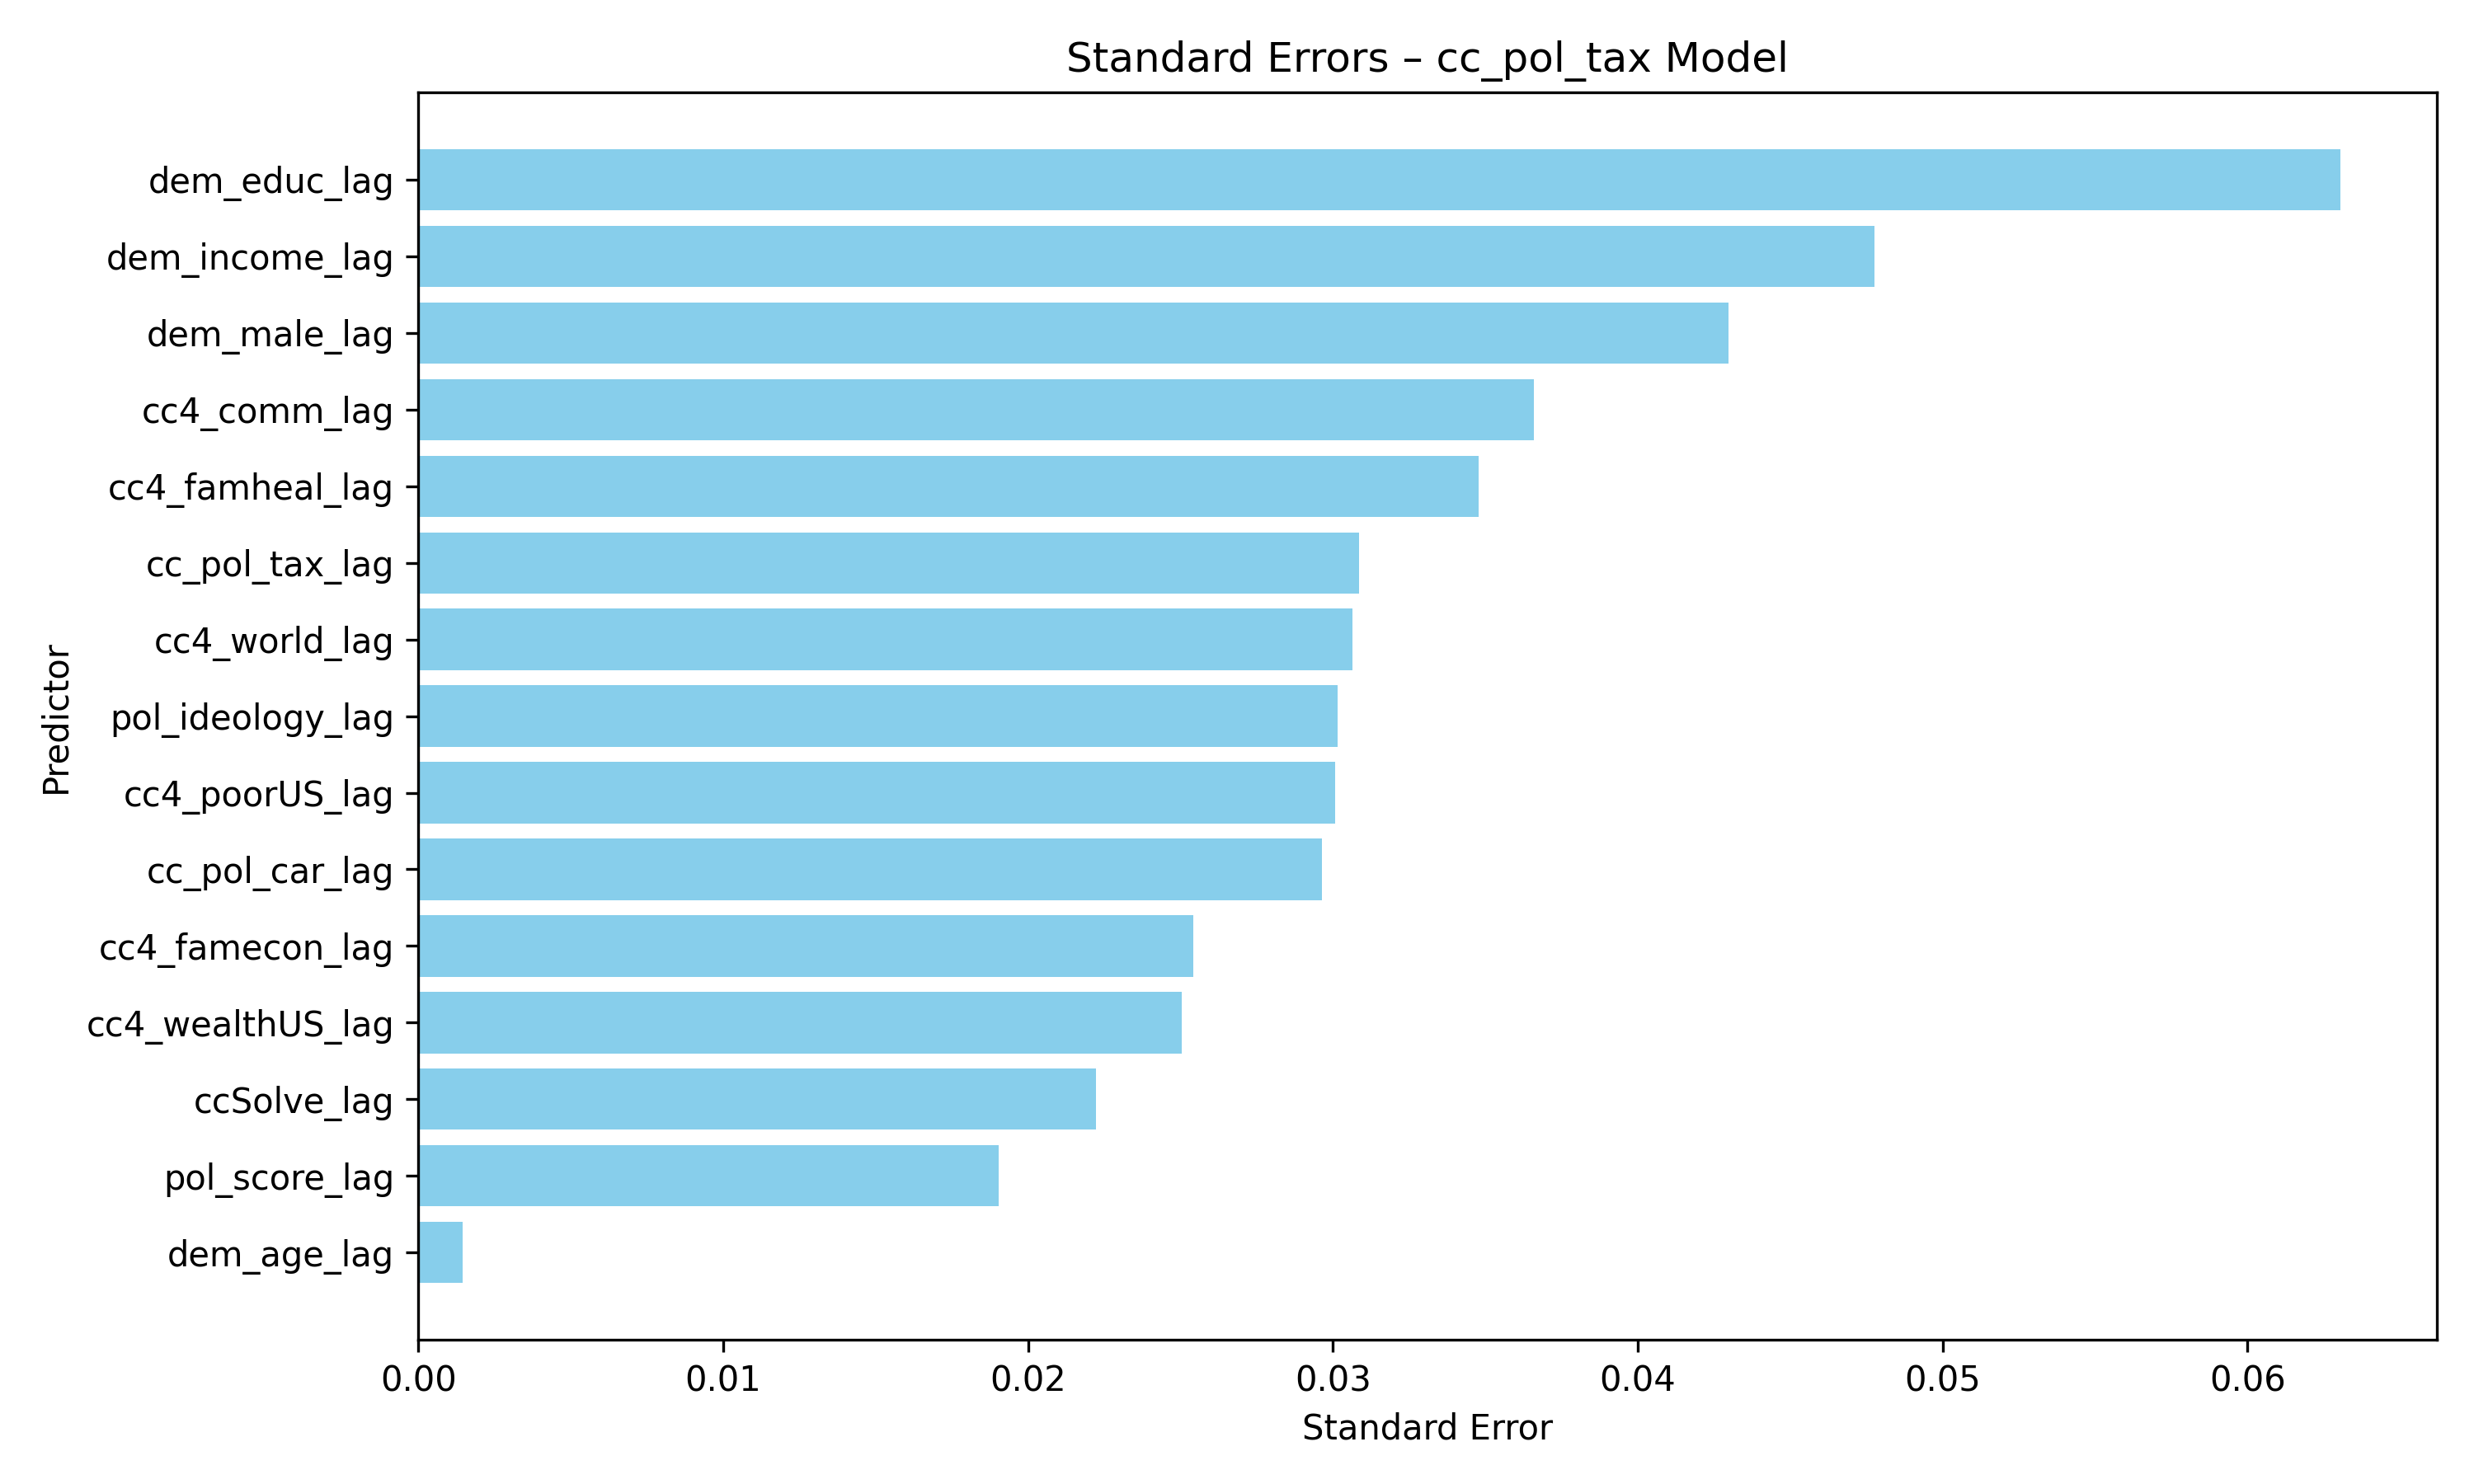 Standard Errors – cc_pol_tax Model
Predictor
dem_educ_lag
dem_income_lag
dem_male_lag
cc4_comm_lag
cc4_famheal_lag
cc_pol_tax_lag
cc4_world_lag
pol_ideology_lag
cc4_poorUS_lag
cc_pol_car_lag
cc4_famecon_lag
cc4_wealthUS_lag
ccSolve_lag
pol_score_lag
dem_age_lag
0.00 0.01 0.02 0.03 0.04 0.05 0.06
Standard Error